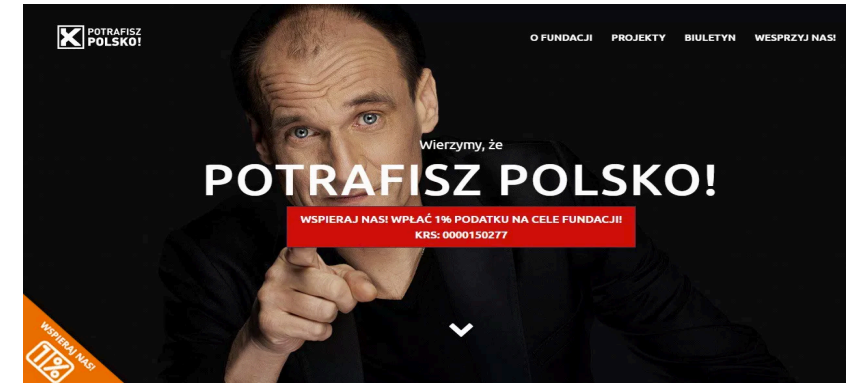 POTRAFISZ
POLSKO!
O FUNDACJI PROJEKTY BIULETYN WESPRZYJ NAS!
Wierzymy, że
POTRAFISZ POLSKO!
WSPIERAJ NAS! WPŁAĆ 1% PODATKU NA CELE FUNDACJI!
KRS: 0000150277
WSPIERAJ NAS!
1%